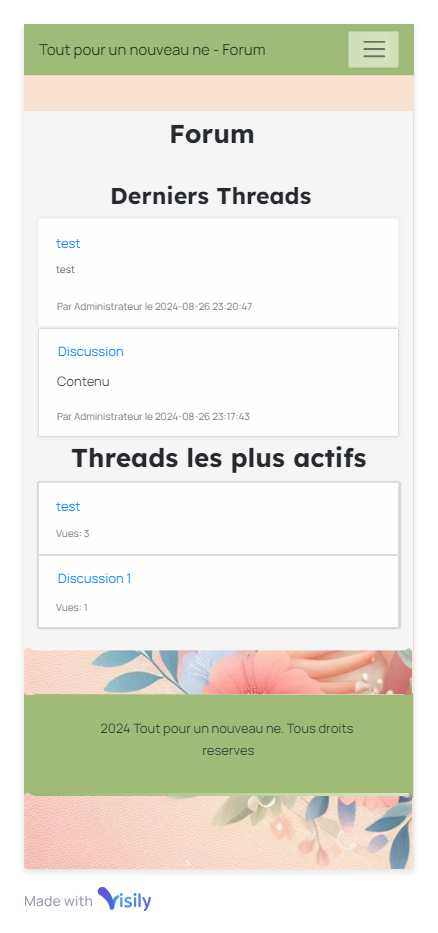 Tout pour un nouveau ne - Forum
Forum
Derniers Threads
test
test
Par Administrateur le 2024-08-26 23:20:47
Discussion
Contenu
Par Administrateur le 2024-08-26 23:17:43
Threads les plus actifs
test
Vues: 3
Discussion 1
Vues: 1
2024 Tout pour un nouveau ne. Tous droits
reserves
Made with Visily